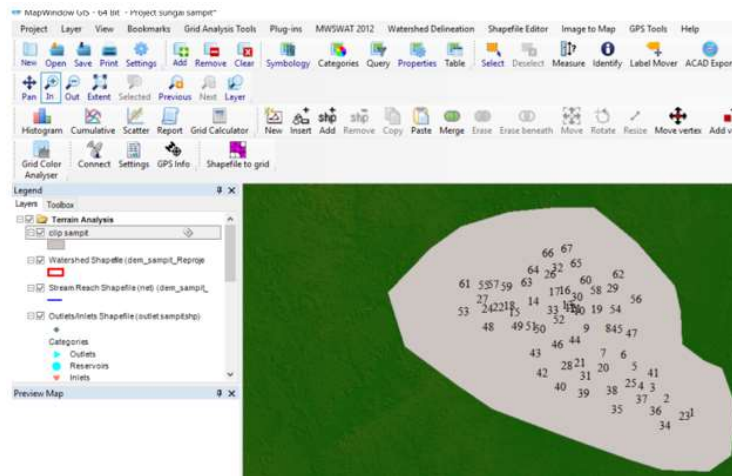 MapWindow GIS - 64 Bit - Project sungai sampit*
Project Layer View Bookmarks Grid Analysis Tools Plug-ins MWSWAT 2012 Watershed Delineation Shapefile Editor Image to Map GPS Tools Help
New Open Save Print Settings Add Remove Clear Symbology Categories Query Properties Table Select Deselect Measure Identify Label Mover ACAD Expor
Pan In Out Extent Selected Previous Next Layer
Histogram Cumulative Scatter Report Grid Calculator New Insert Add Remove Copy Paste Merge Erase Erase beneath Move Rotate Resize Move vertex Add v
Grid Color Analyser Connect Settings GPS Info Shapefile to grid
Legend
Layers Toolbox
Terrain Analysis
clip sampit
Watershed Shapefile (dem_sampit_Reproje
Stream Reach Shapefile (net) (dem_sampit_
Outlets/Inlets Shapefile (outlet sampit.shp)
Categories
Outlets
Reservoirs
Inlets
Preview Map
66 67
64 32 65
26
61 55 57 59 63 60 62
27 14 17 16 30 58 29 56
53 24 22 18 15 33 10 19 54
48 49 51 50 52 9 8 45 47
46 44
43 7 6
42 28 21 20 5
31 41
40 39 38 25 4 3
37 2
35 36 23 1
34